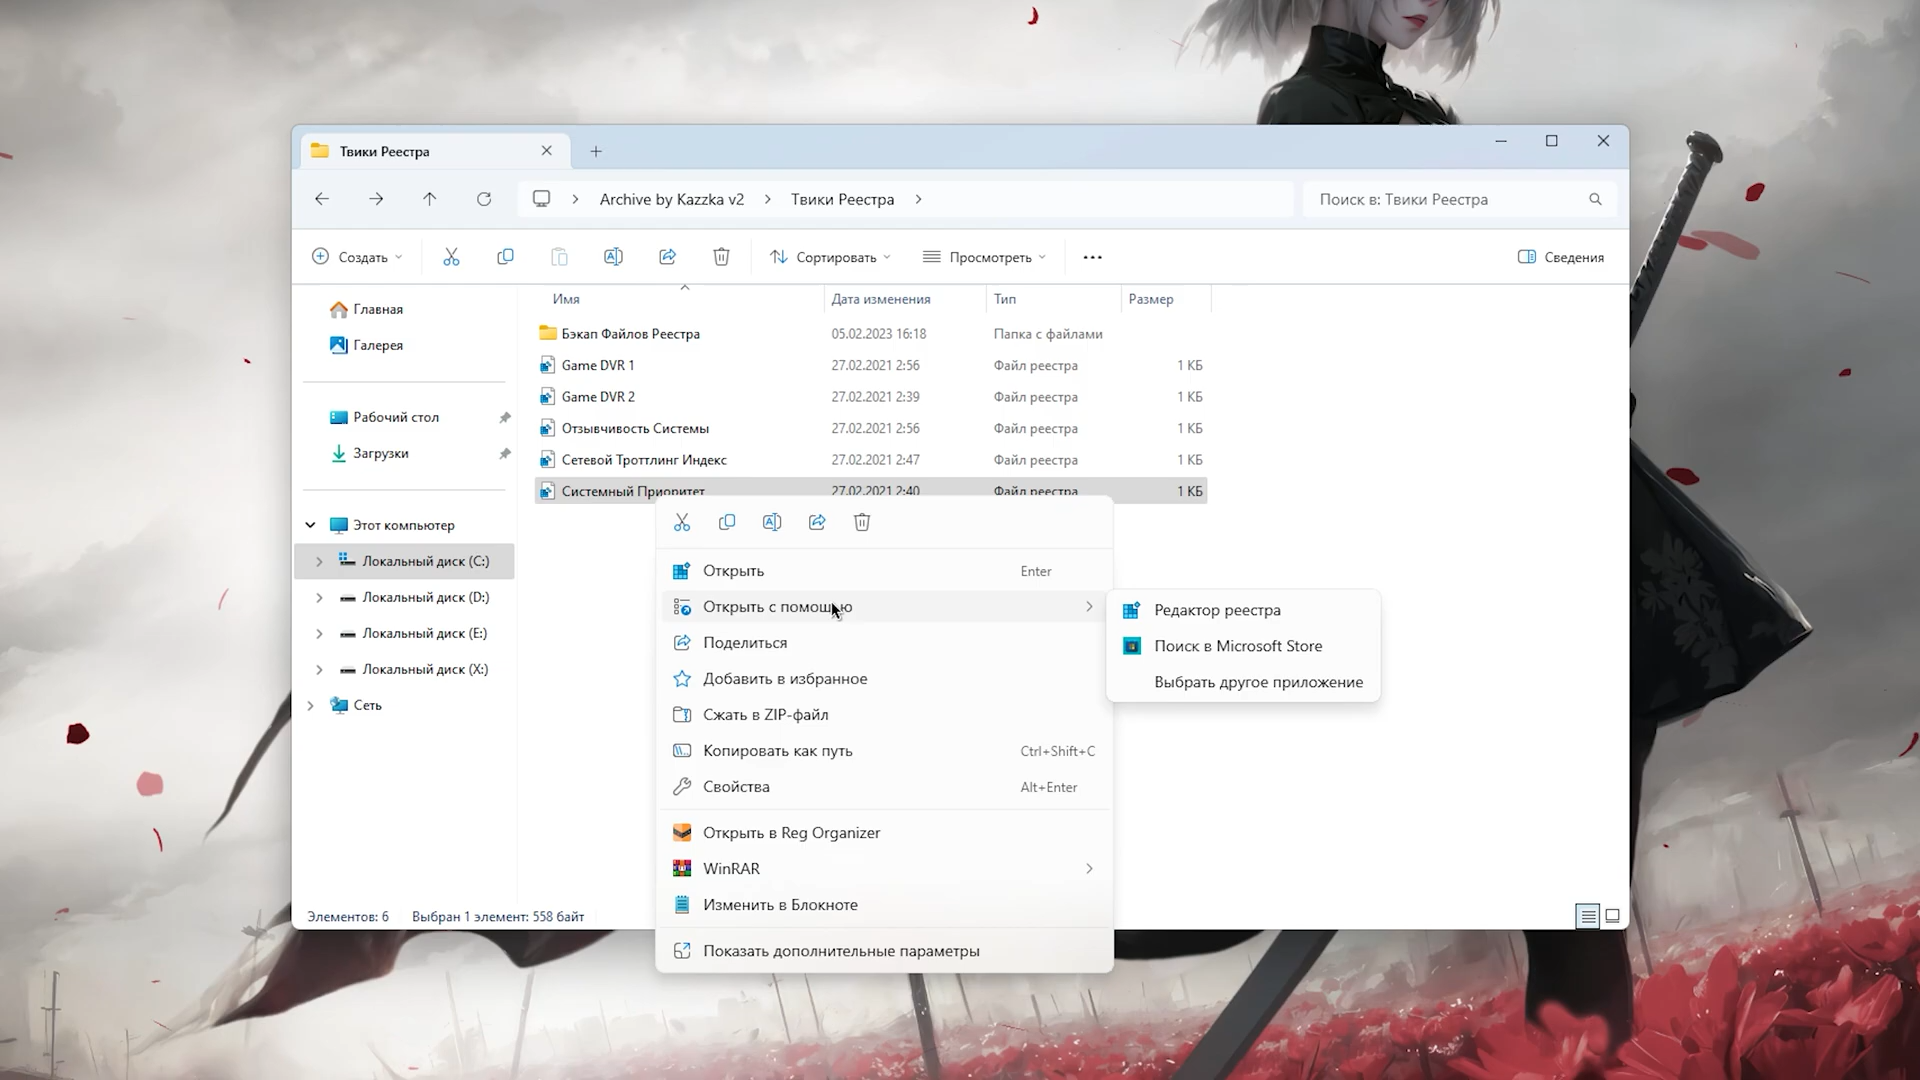 Твики Реестра
Archive by Kazzka v2
Твики Реестра
Поиск в: Твики Реестра
Создать
Сортировать
Просмотреть
Сведения
Имя
Дата изменения
Тип
Размер
Бэкап Файлов Реестра 05.02.2023 16:18 Папка с файлами
Game DVR 1 27.02.2021 2:56 Файл реестра 1 КБ
Game DVR 2 27.02.2021 2:39 Файл реестра 1 КБ
Отзывчивость Системы 27.02.2021 2:56 Файл реестра 1 КБ
Сетевой Троттлинг Индекс 27.02.2021 2:47 Файл реестра 1 КБ
Системный Приоритет 27.02.2021 2:40 Файл реестра 1 КБ
Главная
Галерея
Рабочий стол
Загрузки
Этот компьютер
Локальный диск (C:)
Локальный диск (D:)
Локальный диск (E:)
Локальный диск (X:)
Сеть
Открыть Enter
Открыть с помощью
Поделиться
Добавить в избранное
Сжать в ZIP-файл
Копировать как путь Ctrl+Shift+C
Свойства Alt+Enter
Открыть в Reg Organizer
WinRAR
Изменить в Блокноте
Показать дополнительные параметры
Редактор реестра
Поиск в Microsoft Store
Выбрать другое приложение
Элементов: 6
Выбран 1 элемент: 558 байт